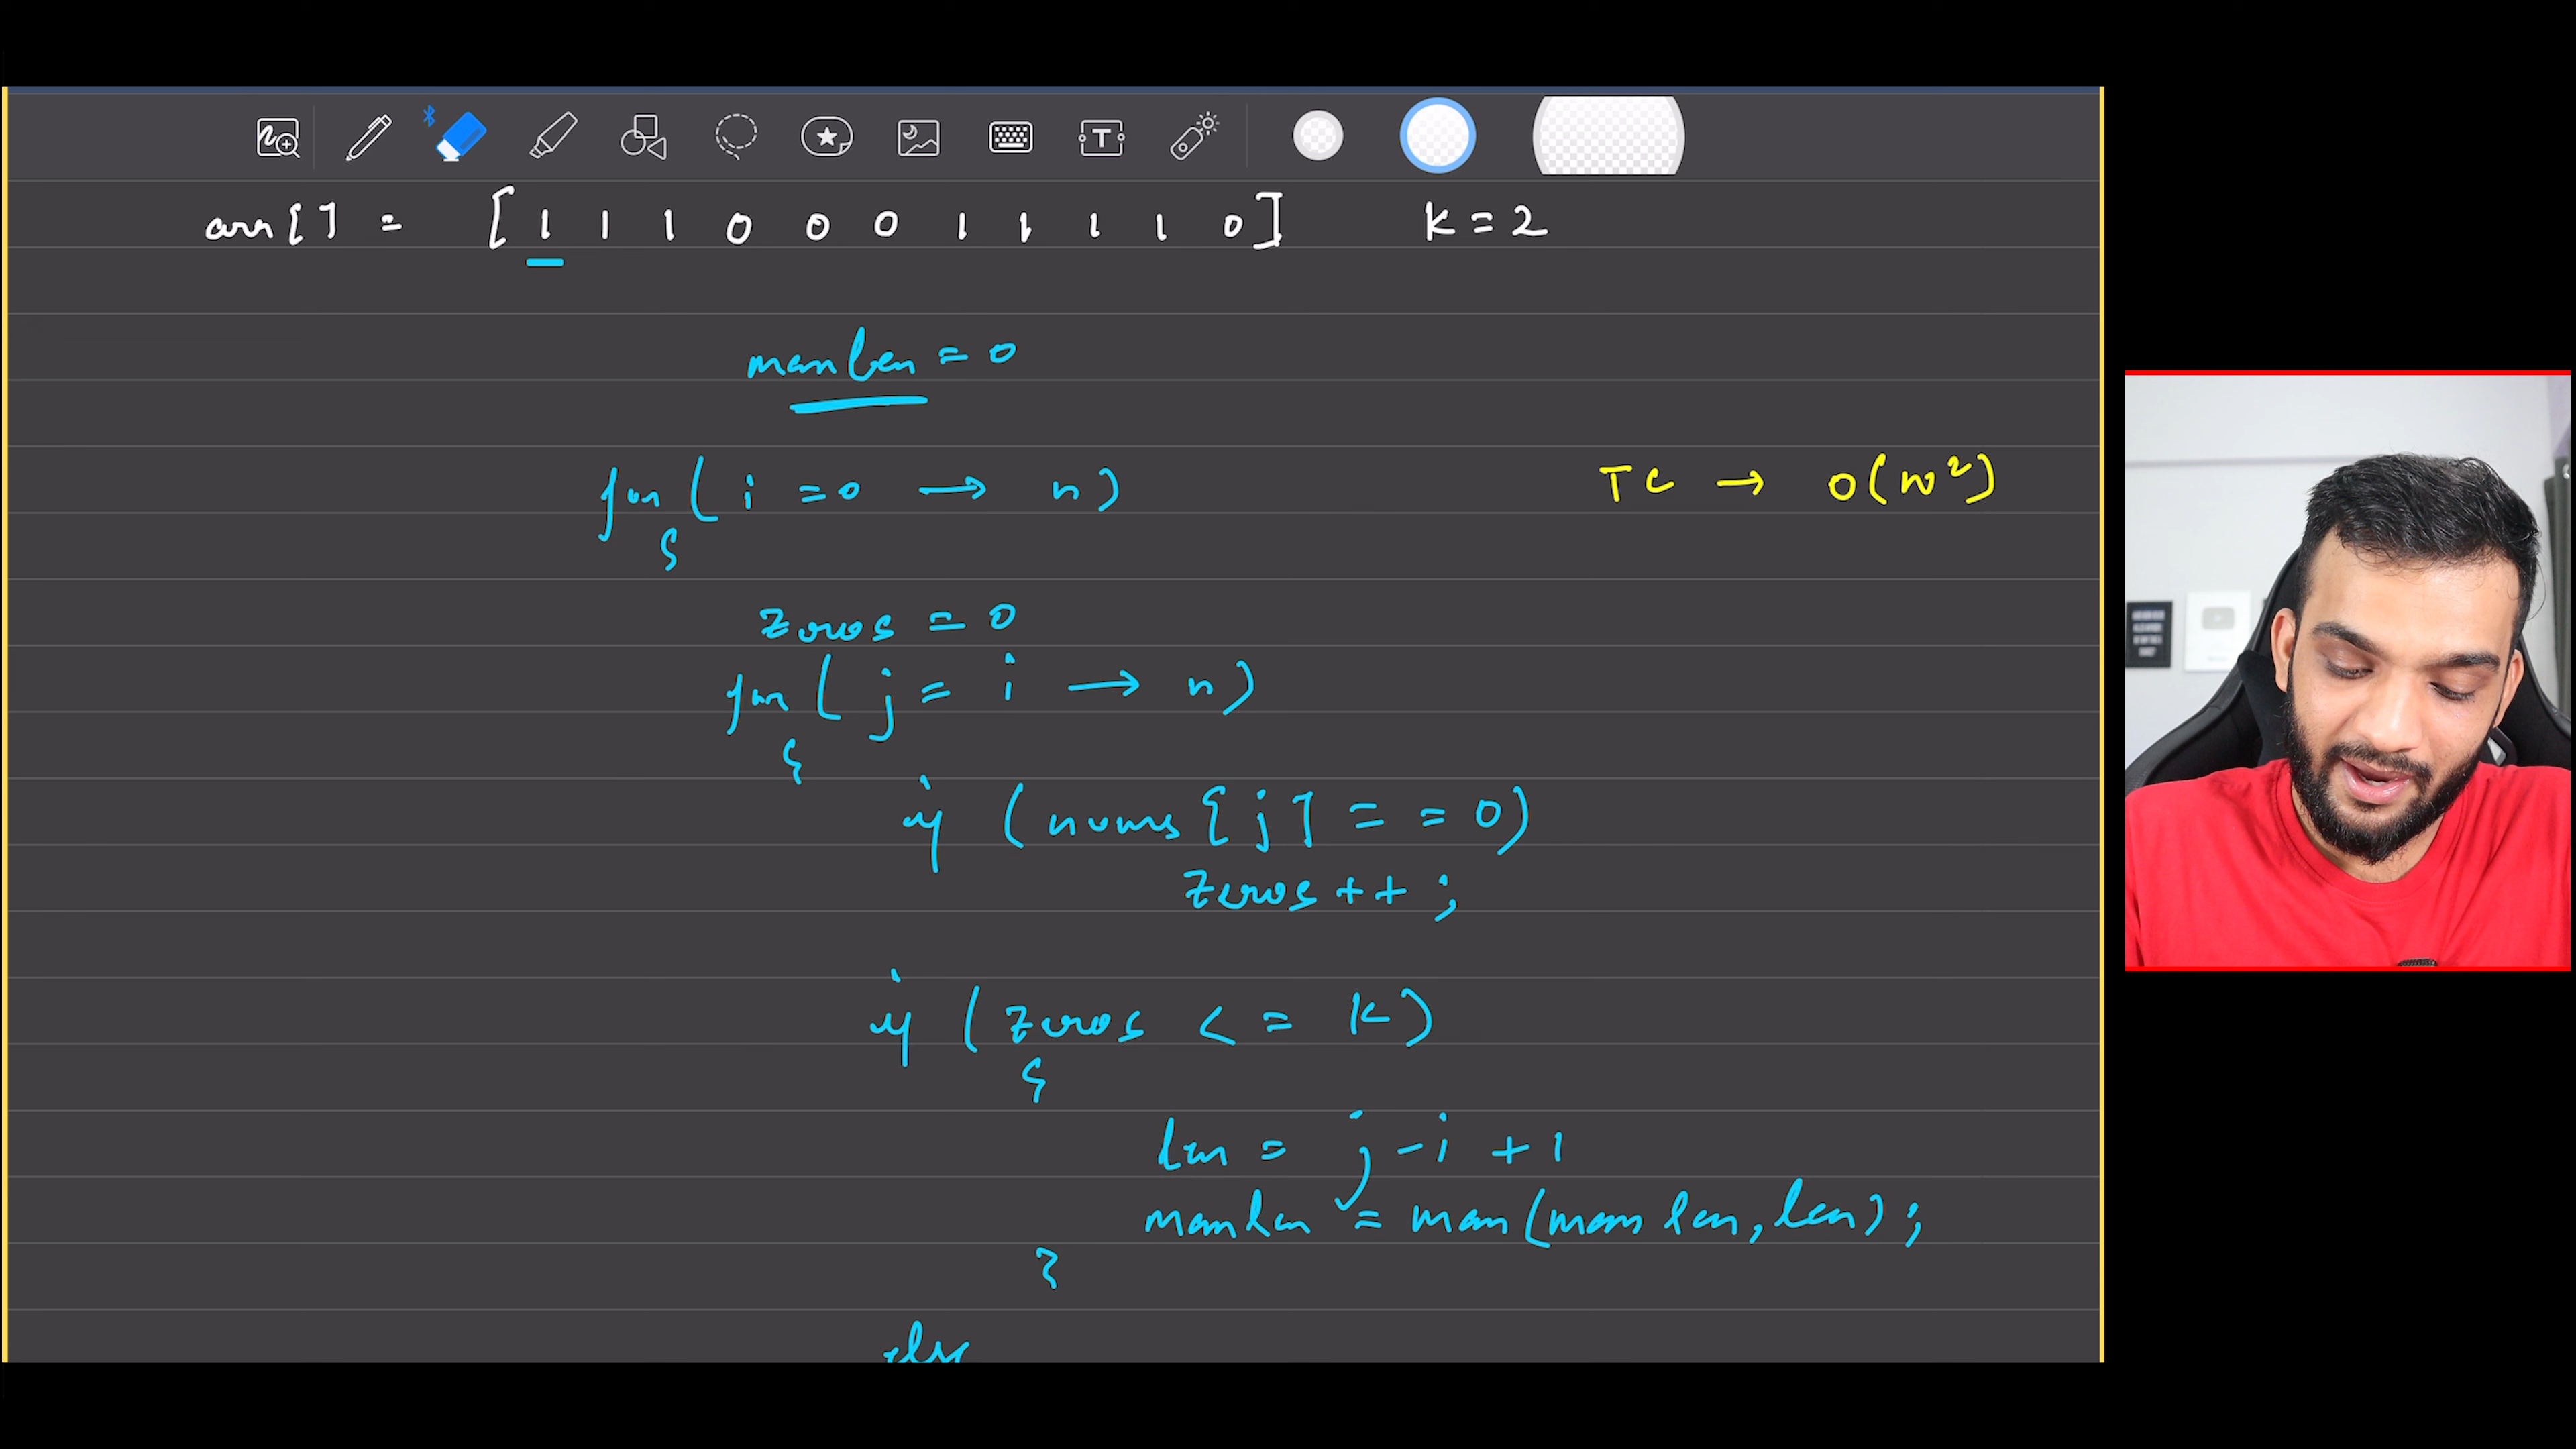 arr[] = [1 1 1 0 0 0 1 1 1 1 0] k = 2
maxlen = 0
TC → O(N²)
for (i = 0 → n)
{
zeros = 0
for (j = i → n)
{
if (nums[j] == 0)
zeros++;
if (zeros <= k)
{
len = j - i + 1
maxlen = max(maxlen, len);
}
else